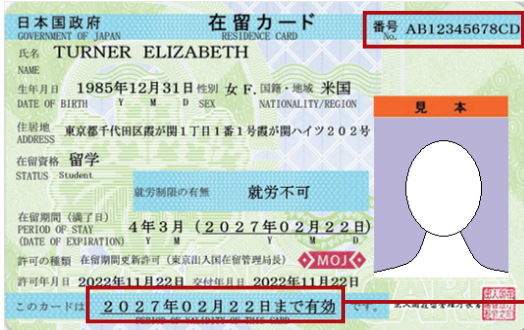 日本国政府 在留カード 番号 AB12345678CD
GOVERNMENT OF JAPAN RESIDENCE CARD No.
氏名 TURNER ELIZABETH
NAME
生年月日 1985年12月31日 性別 女 F. 国籍・地域 米国
DATE OF BIRTH Y M D SEX NATIONALITY/REGION
見 本
住居地 東京都千代田区霞が関1丁目1番1号霞が関ハイツ202号
ADDRESS
在留資格 留学
STATUS Student
就労制限の有無 就労不可
在留期間(満了日) 4年3月(2027年02月22日)
PERIOD OF STAY Y M Y M D
(DATE OF EXPIRATION)
許可の種類 在留期間更新許可(東京出入国在留管理局長) MOJ
許可年月日 2022年11月22日 交付年月日 2022年11月22日
このカードは 2027年02月22日まで有効 です。
PERIOD OF VALIDITY OF THIS CARD